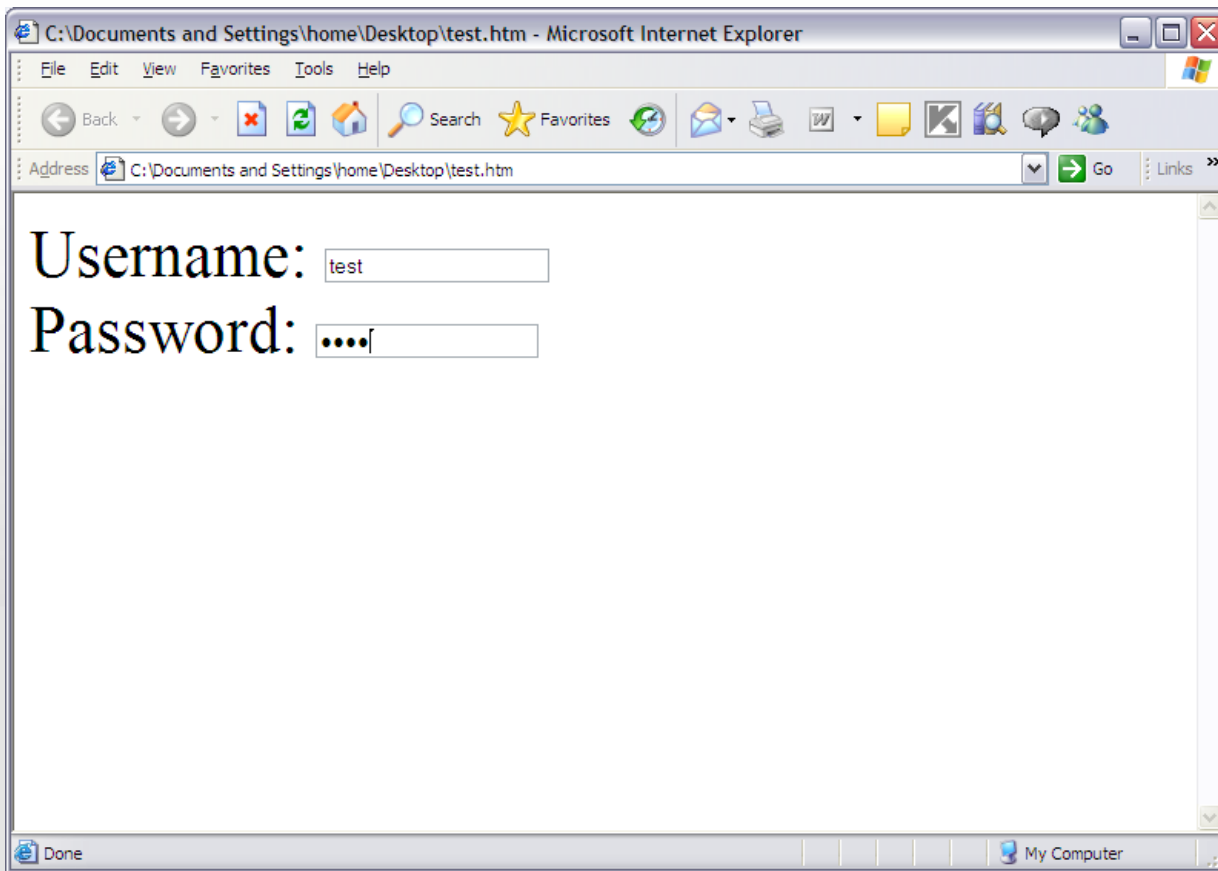 C:\Documents and Settings\home\Desktop\test.htm - Microsoft Internet Explorer
File Edit View Favorites Tools Help
Back Search Favorites W K
Address C:\Documents and Settings\home\Desktop\test.htm Go Links »
Username: test
Password: ••••
Done My Computer